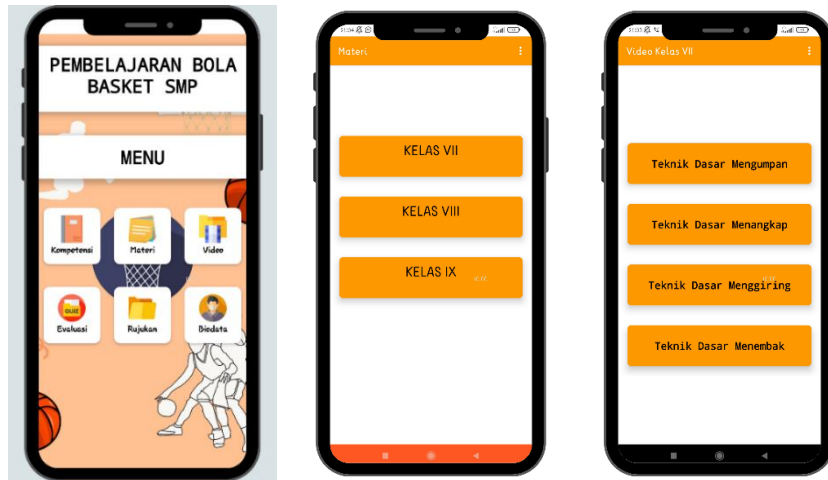 PEMBELAJARAN BOLA
BASKET SMP
MENU
Kompetensi
Materi
Video
QUIZ
Evaluasi
Rujukan
Biodata
Materi
KELAS VII
KELAS VIII
KELAS IX
Video Kelas VII
Teknik Dasar Mengumpan
Teknik Dasar Menangkap
Teknik Dasar Menggiring
Teknik Dasar Menembak